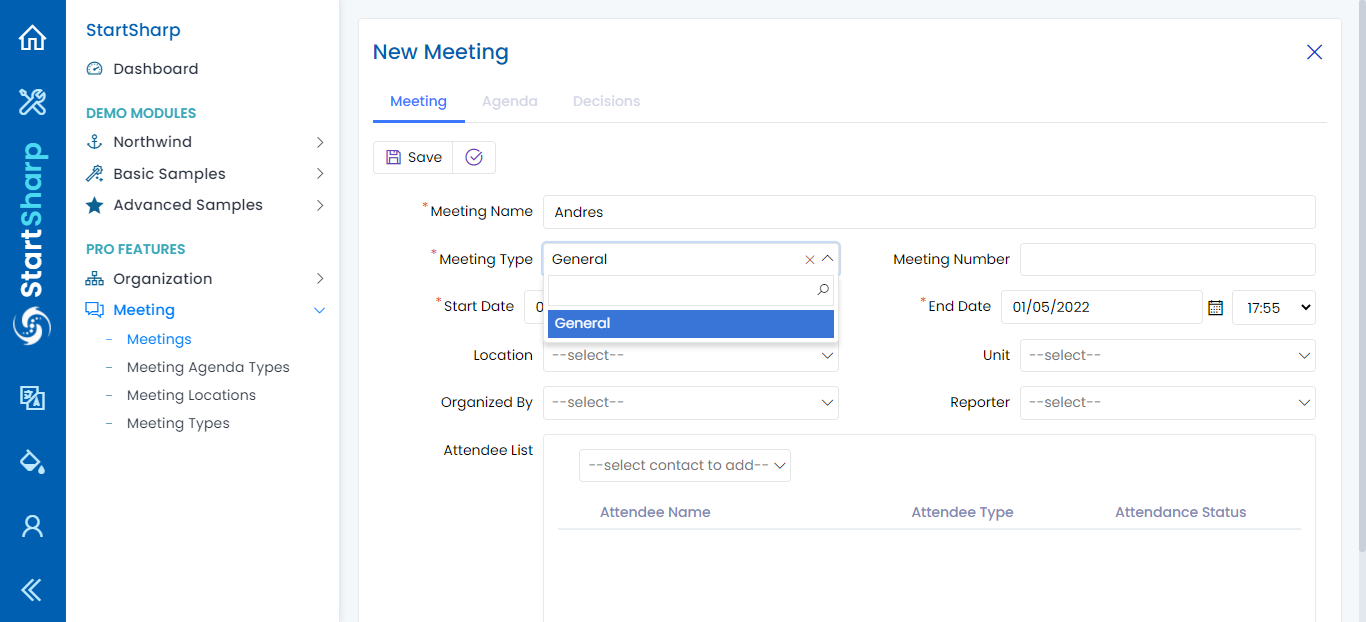 StartSharp
StartSharp
Dashboard
DEMO MODULES
Northwind
Basic Samples
Advanced Samples
PRO FEATURES
Organization
Meeting
Meetings
Meeting Agenda Types
Meeting Locations
Meeting Types
New Meeting
Meeting Agenda Decisions
Save
*Meeting Name Andres
*Meeting Type General
Meeting Number
General
*Start Date 0
*End Date 01/05/2022 17:55
Location --select--
Unit --select--
Organized By --select--
Reporter --select--
Attendee List
--select contact to add--
Attendee Name Attendee Type Attendance Status